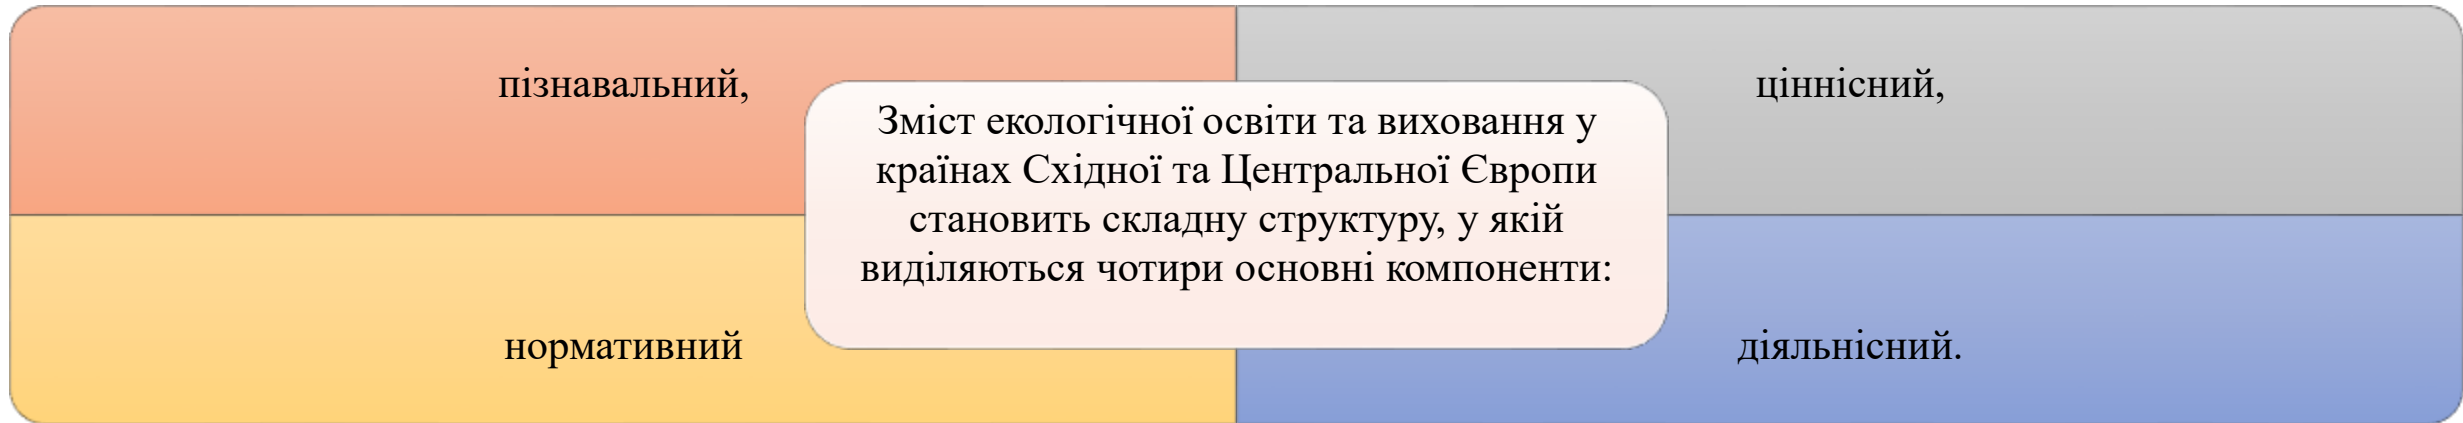 пізнавальний,
ціннісний,
Зміст екологічної освіти та виховання у
країнах Східної та Центральної Європи
становить складну структуру, у якій
виділяються чотири основні компоненти:
нормативний
діяльнісний.